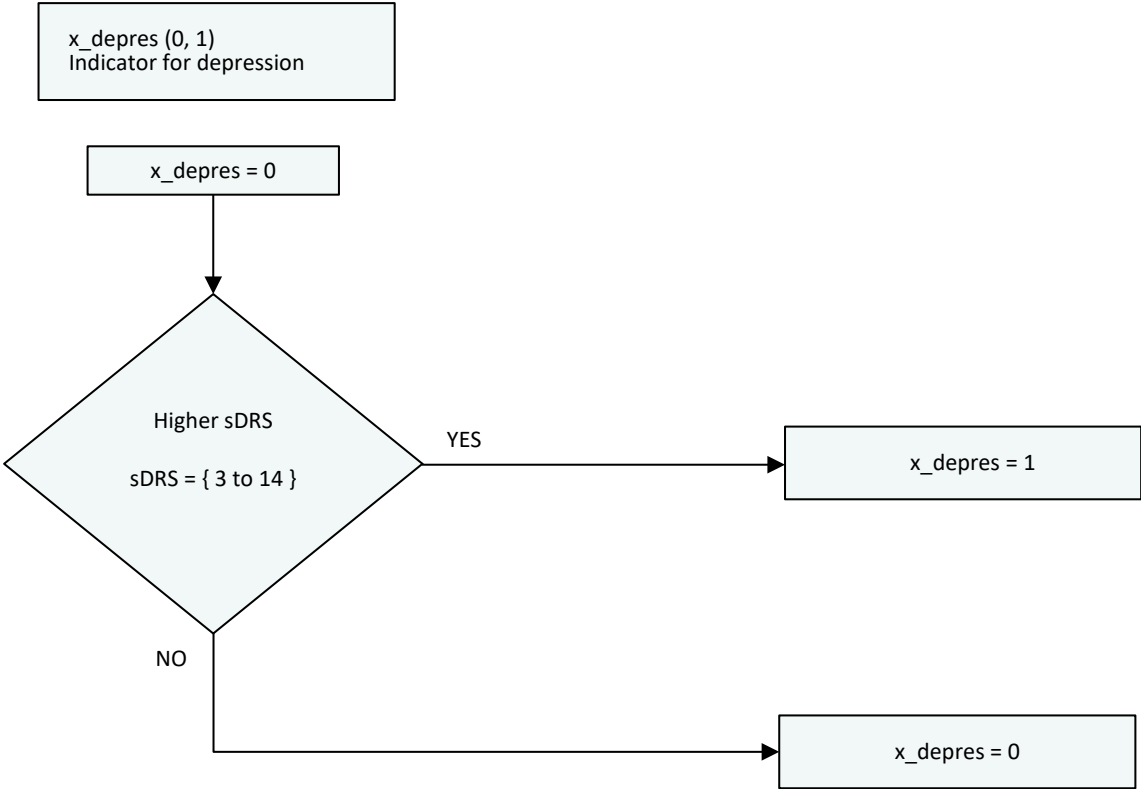 x_depres (0, 1)
Indicator for depression
x_depres = 0
Higher sDRS
sDRS = { 3 to 14 }
YES
x_depres = 1
NO
x_depres = 0